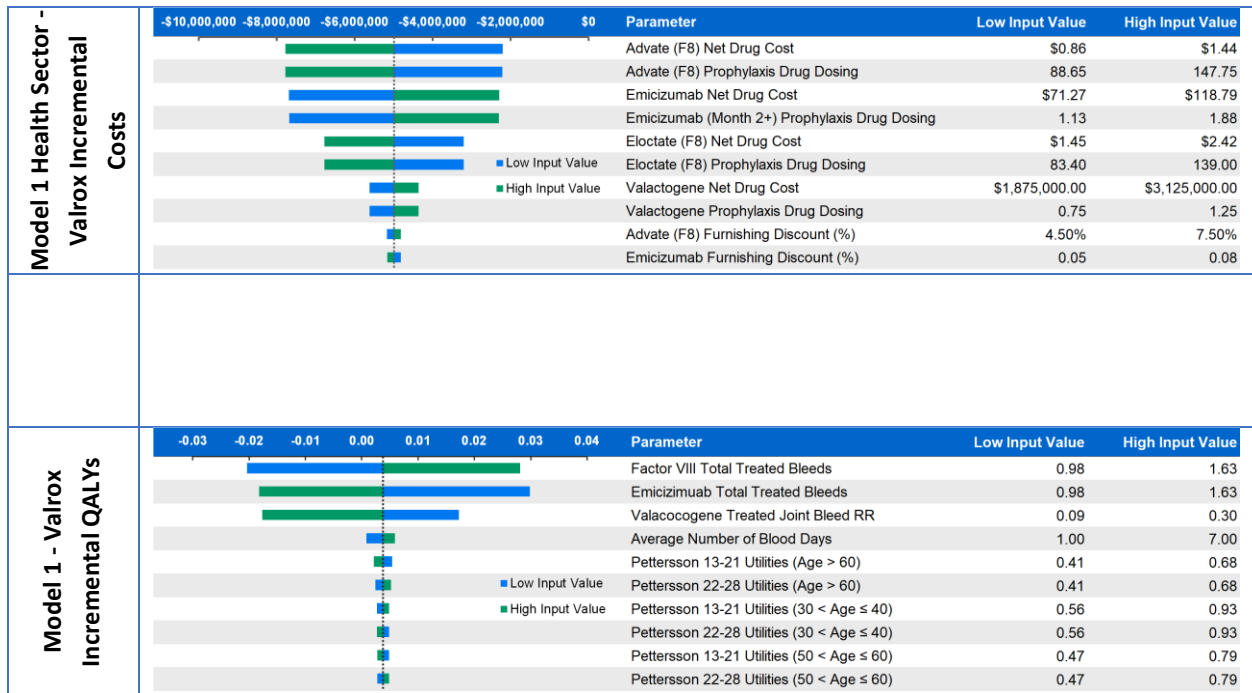 Model 1 Health Sector -
Valrox Incremental
Costs
-$10,000,000 -$8,000,000 -$6,000,000 -$4,000,000 -$2,000,000 $0 Parameter Low Input Value High Input Value
Advate (F8) Net Drug Cost $0.86 $1.44
Advate (F8) Prophylaxis Drug Dosing 88.65 147.75
Emicizumab Net Drug Cost $71.27 $118.79
Emicizumab (Month 2+) Prophylaxis Drug Dosing 1.13 1.88
Eloctate (F8) Net Drug Cost $1.45 $2.42
Low Input Value Eloctate (F8) Prophylaxis Drug Dosing 83.40 139.00
High Input Value Valactogene Net Drug Cost $1,875,000.00 $3,125,000.00
Valactogene Prophylaxis Drug Dosing 0.75 1.25
Advate (F8) Furnishing Discount (%) 4.50% 7.50%
Emicizumab Furnishing Discount (%) 0.05 0.08
Model 1 - Valrox
Incremental QALYs
-0.03 -0.02 -0.01 0.00 0.01 0.02 0.03 0.04 Parameter Low Input Value High Input Value
Factor VIII Total Treated Bleeds 0.98 1.63
Emicizimuab Total Treated Bleeds 0.98 1.63
Valacocogene Treated Joint Bleed RR 0.09 0.30
Average Number of Blood Days 1.00 7.00
Pettersson 13-21 Utilities (Age > 60) 0.41 0.68
Low Input Value Pettersson 22-28 Utilities (Age > 60) 0.41 0.68
High Input Value Pettersson 13-21 Utilities (30 < Age ≤ 40) 0.56 0.93
Pettersson 22-28 Utilities (30 < Age ≤ 40) 0.56 0.93
Pettersson 13-21 Utilities (50 < Age ≤ 60) 0.47 0.79
Pettersson 22-28 Utilities (50 < Age ≤ 60) 0.47 0.79